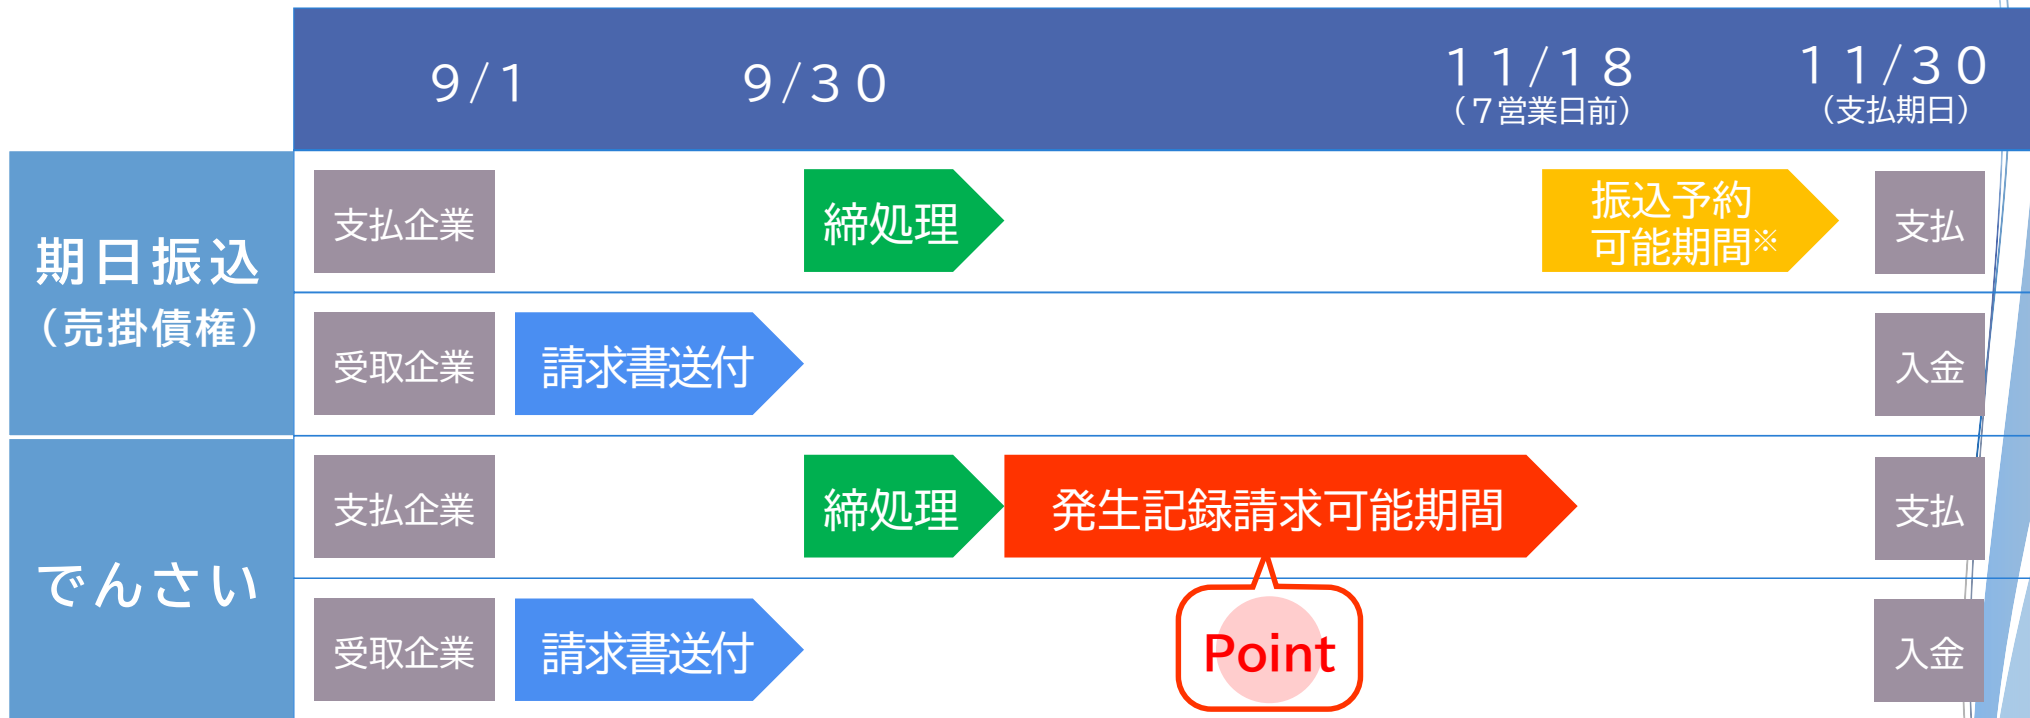 ９/１
９/３０
１１/１８
（７営業日前）
１１/３０
（支払期日）
期日振込
（売掛債権）
支払企業
締処理
振込予約
可能期間※
支払
受取企業
請求書送付
入金
でんさい
支払企業
締処理
発生記録請求可能期間
支払
Point
受取企業
請求書送付
入金